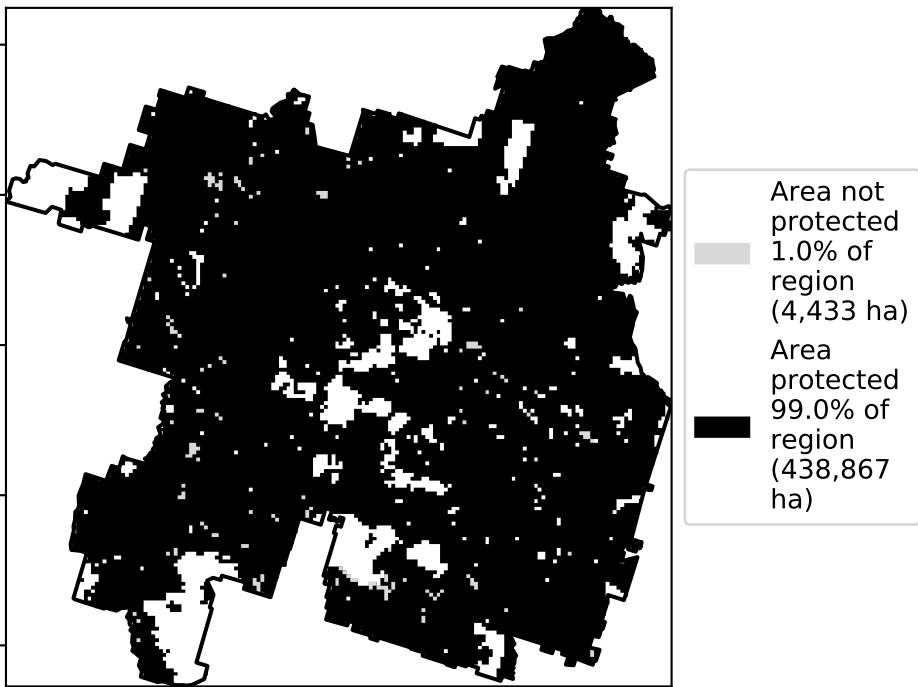 Area not
protected
1.0% of
region
(4,433 ha)
Area
protected
99.0% of
region
(438,867
ha)